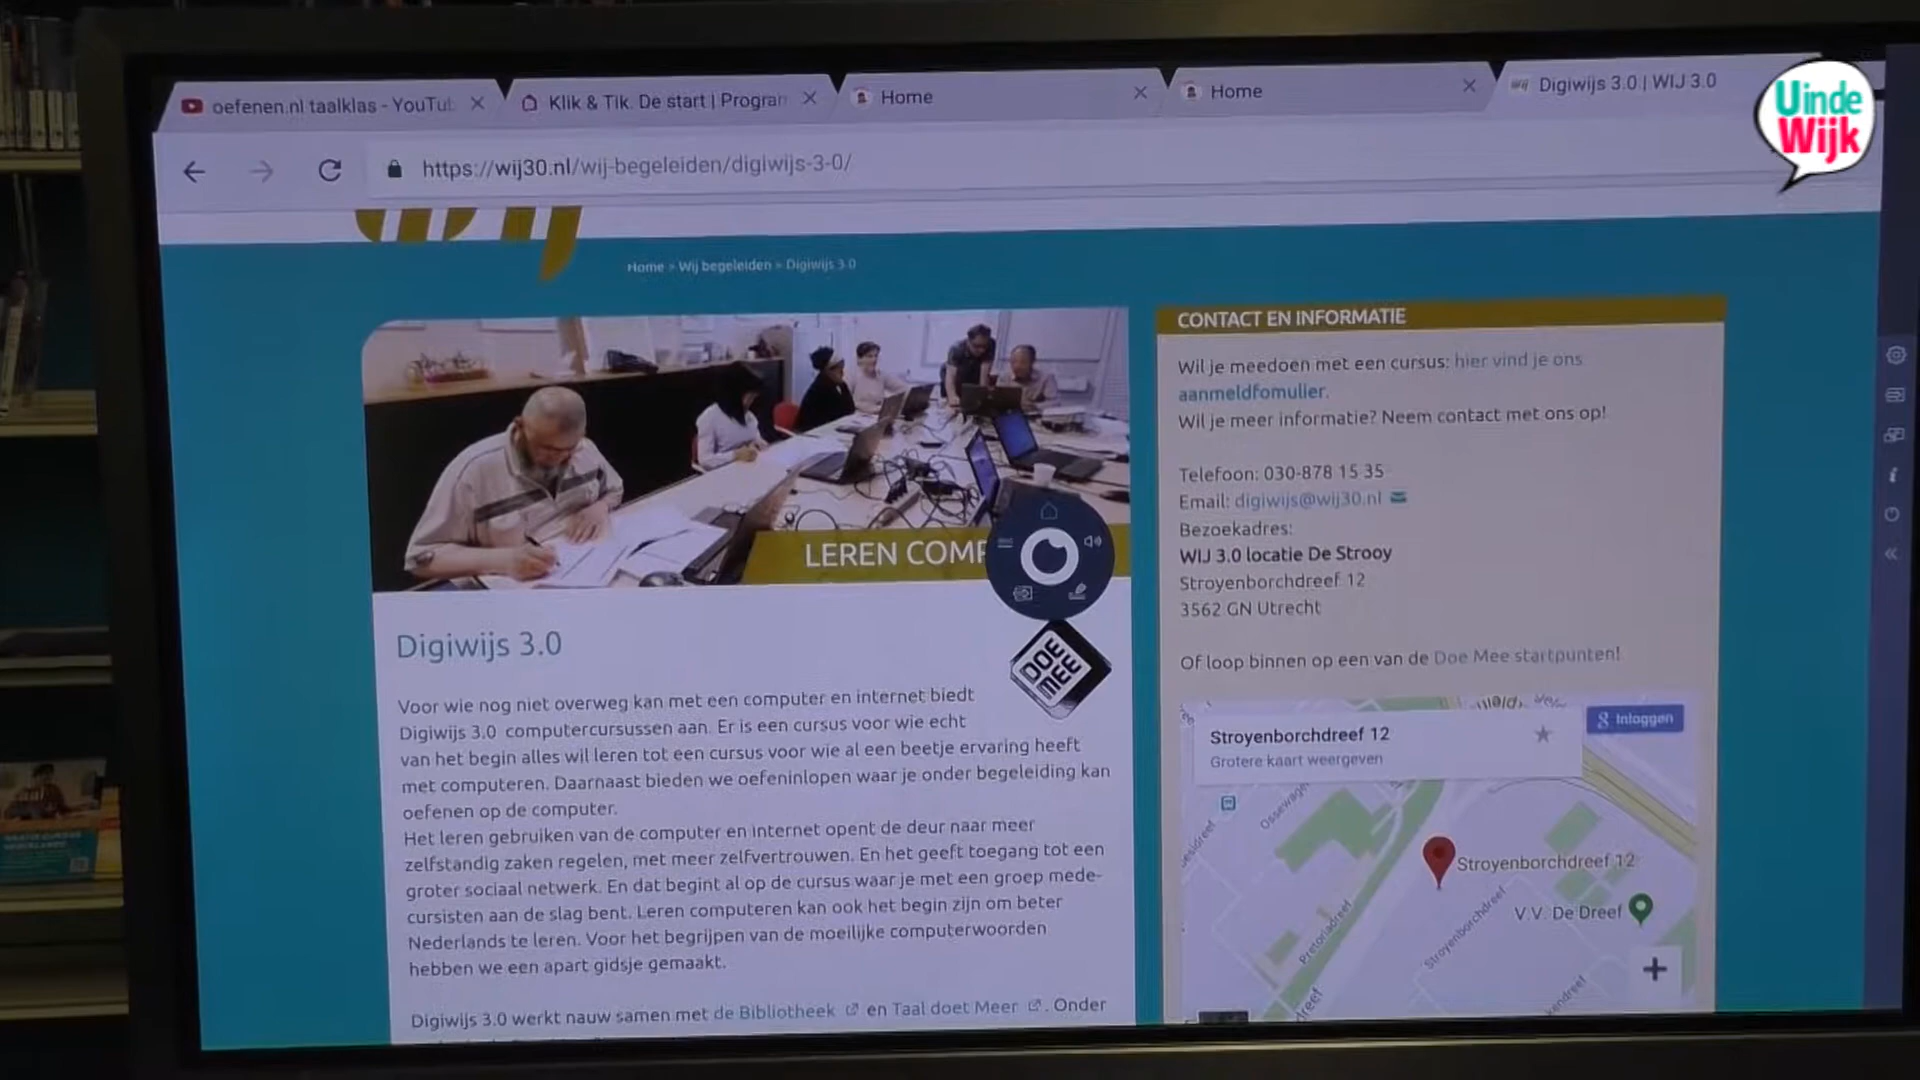 oefenen.nl taalklas - YouTu
Klik & Tik. De start | Program
Home
Home
Digiwijs 3.0 | WIJ 3.0
Uinde
Wijk
https://wij30.nl/wij-begeleiden/digiwijs-3-0/
Home » Wij begeleiden » Digiwijs 3.0
LEREN COMP
DOE
MEE
Digiwijs 3.0
Voor wie nog niet overweg kan met een computer en internet biedt
Digiwijs 3.0 computercursussen aan. Er is een cursus voor wie echt
van het begin alles wil leren tot een cursus voor wie al een beetje ervaring heeft
met computeren. Daarnaast bieden we oefeninlopen waar je onder begeleiding kan
oefenen op de computer.
Het leren gebruiken van de computer en internet opent de deur naar meer
zelfstandig zaken regelen, met meer zelfvertrouwen. En het geeft toegang tot een
groter sociaal netwerk. En dat begint al op de cursus waar je met een groep mede-
cursisten aan de slag bent. Leren computeren kan ook het begin zijn om beter
Nederlands te leren. Voor het begrijpen van de moeilijke computerwoorden
hebben we een apart gidsje gemaakt.
Digiwijs 3.0 werkt nauw samen met de Bibliotheek en Taal doet Meer . Onder
CONTACT EN INFORMATIE
Wil je meedoen met een cursus: hier vind je ons
aanmeldfomulier.
Wil je meer informatie? Neem contact met ons op!
Telefoon: 030-878 15 35
Email: digiwijs@wij30.nl
Bezoekadres:
WIJ 3.0 locatie De Strooy
Stroyenborchdreef 12
3562 GN Utrecht
Of loop binnen op een van de Doe Mee startpunten!
Stroyenborchdreef 12
Grotere kaart weergeven
Inloggen
Stroyenborchdreef 12
V.V. De Dreef
Pretoriadreef
Stroyenborchdreef